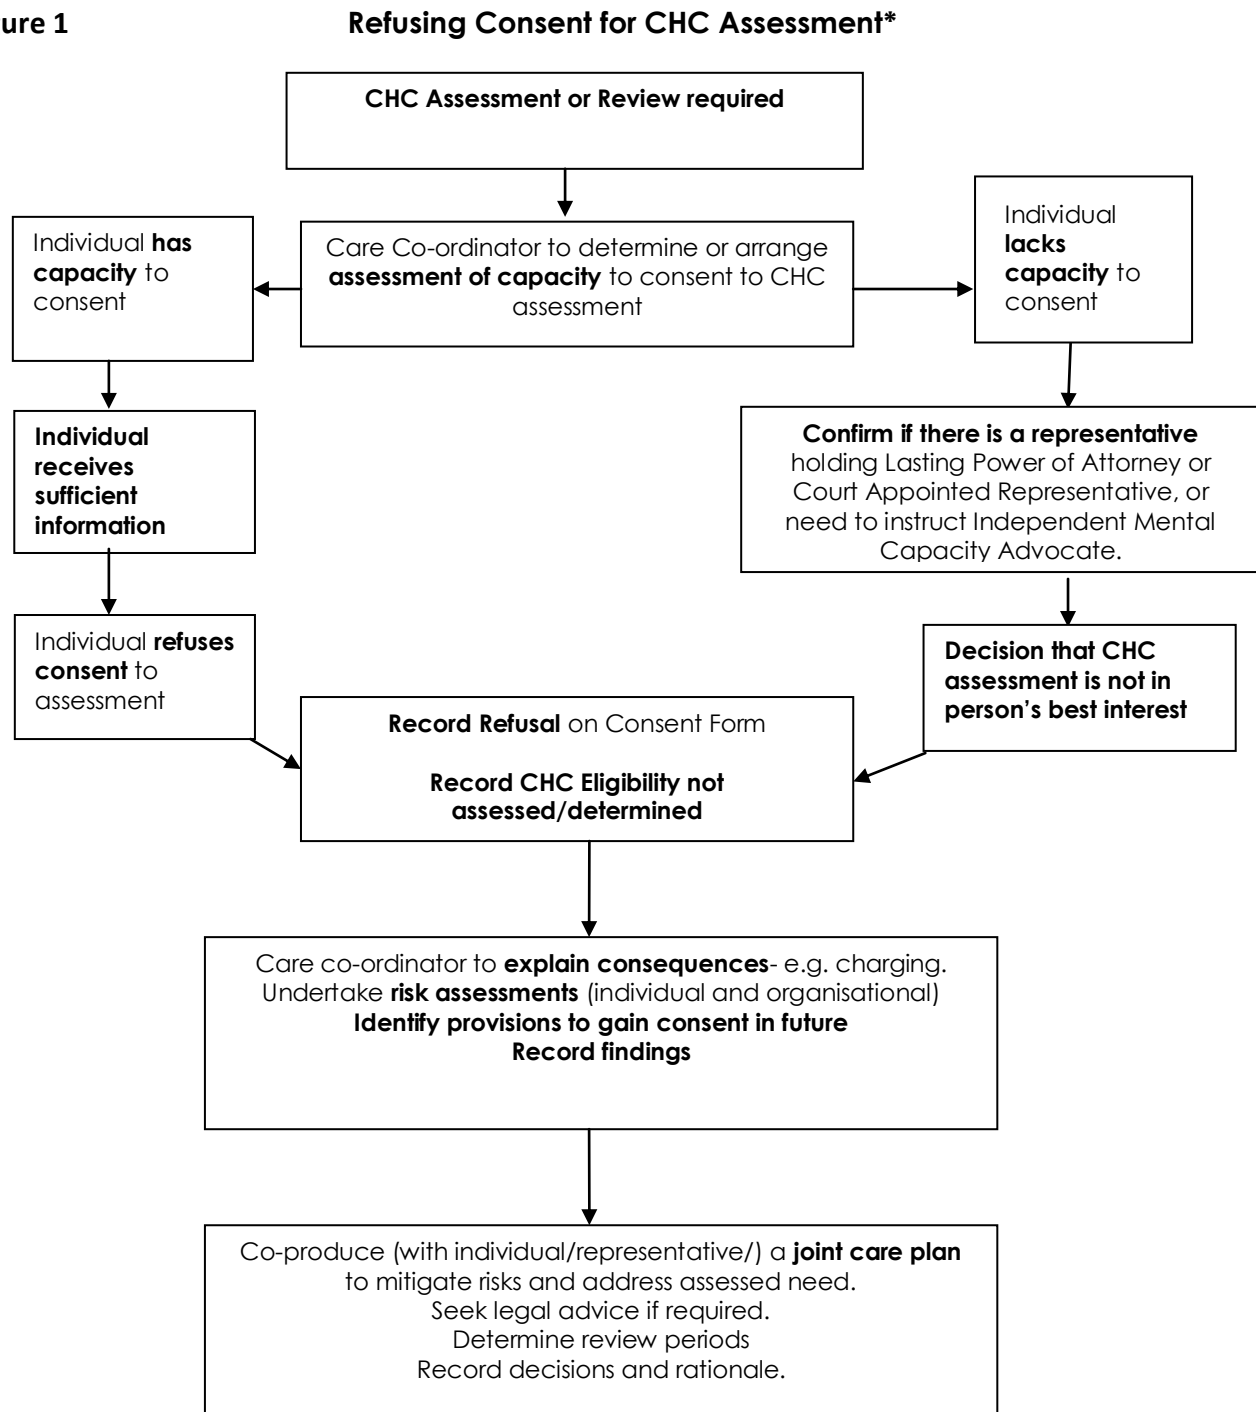 ure 1
Refusing Consent for CHC Assessment*
CHC Assessment or Review required
Individual has
capacity to
consent
Care Co-ordinator to determine or arrange
assessment of capacity to consent to CHC
assessment
Individual
lacks
capacity to
consent
Individual
receives
sufficient
information
Confirm if there is a representative
holding Lasting Power of Attorney or
Court Appointed Representative, or
need to instruct Independent Mental
Capacity Advocate.
Individual refuses
consent to
assessment
Decision that CHC
assessment is not in
person’s best interest
Record Refusal on Consent Form
Record CHC Eligibility not
assessed/determined
Care co-ordinator to explain consequences- e.g. charging.
Undertake risk assessments (individual and organisational)
Identify provisions to gain consent in future
Record findings
Co-produce (with individual/representative/) a joint care plan
to mitigate risks and address assessed need.
Seek legal advice if required.
Determine review periods
Record decisions and rationale.